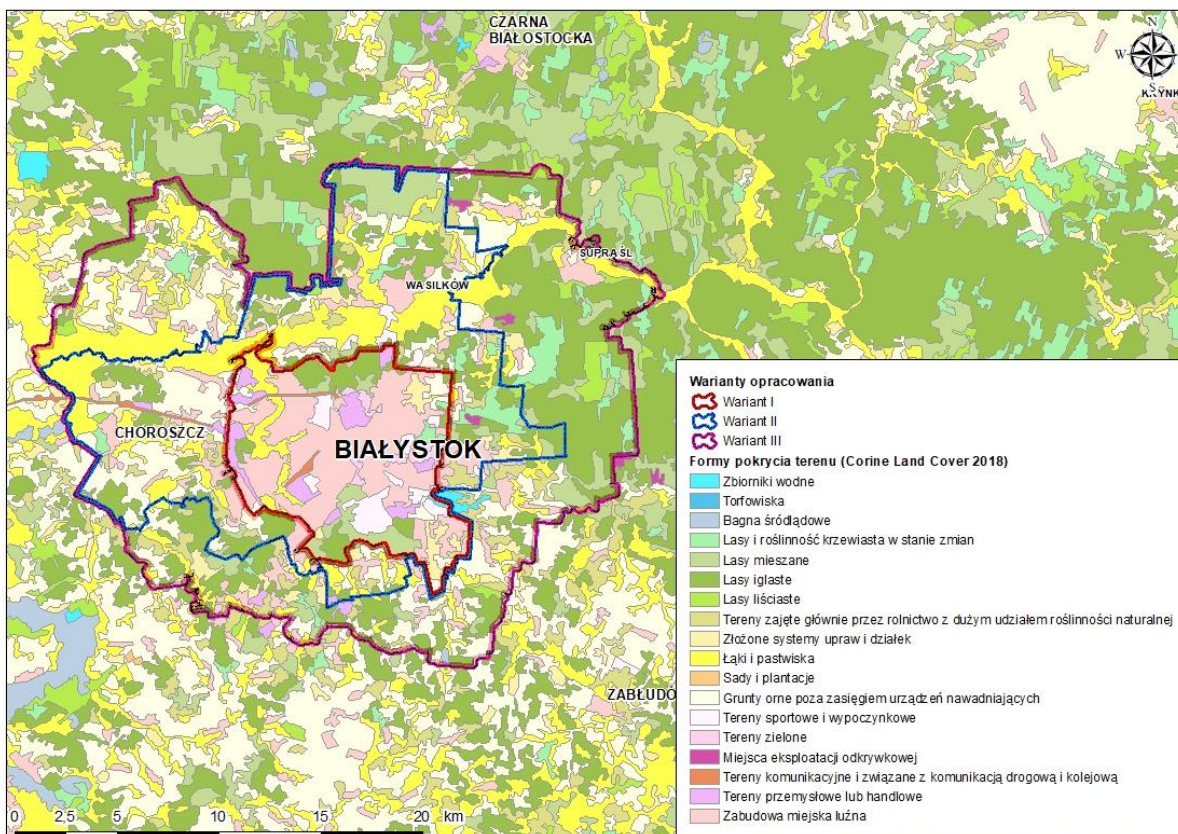 CZARNA
BIAŁOSTOCKA
N
W
S
SUPRAŚL
WASILKÓW
CHOROSZCZ
BIAŁYSTOK
Warianty opracowania
Wariant I
Wariant II
Wariant III
Formy pokrycia terenu (Corine Land Cover 2018)
Zbiorniki wodne
Torfowiska
Bagna śródlądowe
Lasy i roślinność krzewiasta w stanie zmian
Lasy mieszane
Lasy iglaste
Lasy liściaste
Tereny zajęte głównie przez rolnictwo z dużym udziałem roślinności naturalnej
Złożone systemy upraw i działek
Łąki i pastwiska
Sady i plantacje
Grunty orne poza zasięgiem urządzeń nawadniających
Tereny sportowe i wypoczynkowe
Tereny zielone
Miejsca eksploatacji odkrywkowej
Tereny komunikacyjne i związane z komunikacją drogową i kolejową
Tereny przemysłowe lub handlowe
Zabudowa miejska luźna
ZABŁUDÓ
0 2,5 5 10 15 20 km